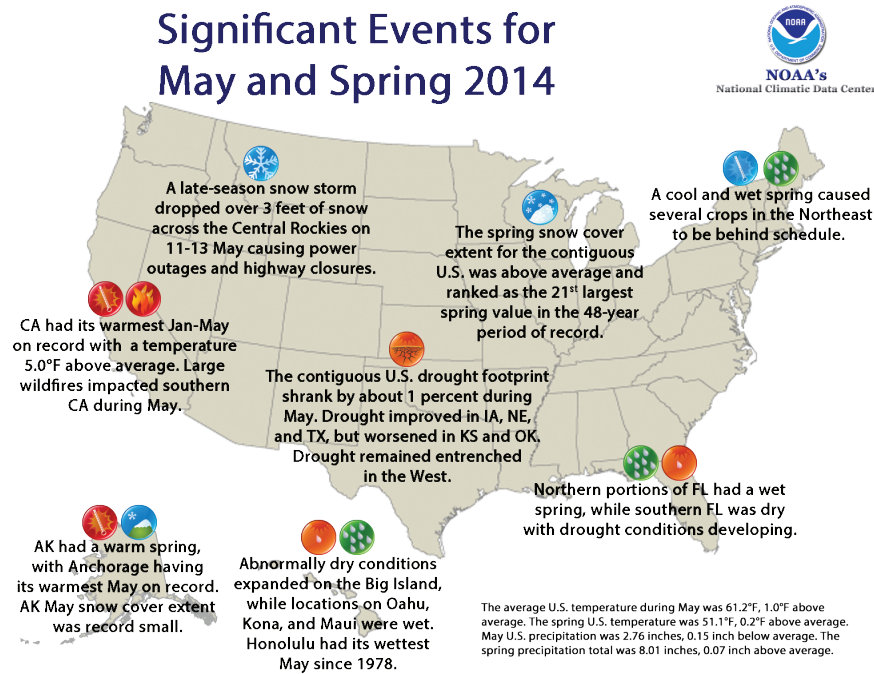 Significant Events for
May and Spring 2014
NOAA
NOAA's
National Climatic Data Center
A late-season snow storm
dropped over 3 feet of snow
across the Central Rockies on
11-13 May causing power
outages and highway closures.
The spring snow cover
extent for the contiguous
U.S. was above average and
ranked as the 21st largest
spring value in the 48-year
period of record.
A cool and wet spring caused
several crops in the Northeast
to be behind schedule.
CA had its warmest Jan-May
on record with a temperature
5.0°F above average. Large
wildfires impacted southern
CA during May.
The contiguous U.S. drought footprint
shrank by about 1 percent during
May. Drought improved in IA, NE,
and TX, but worsened in KS and OK.
Drought remained entrenched
in the West.
Northern portions of FL had a wet
spring, while southern FL was dry
with drought conditions developing.
AK had a warm spring,
with Anchorage having
its warmest May on record.
AK May snow cover extent
was record small.
Abnormally dry conditions
expanded on the Big Island,
while locations on Oahu,
Kona, and Maui were wet.
Honolulu had its wettest
May since 1978.
The average U.S. temperature during May was 61.2°F, 1.0°F above
average. The spring U.S. temperature was 51.1°F, 0.2°F above average.
May U.S. precipitation was 2.76 inches, 0.15 inch below average. The
spring precipitation total was 8.01 inches, 0.07 inch above average.